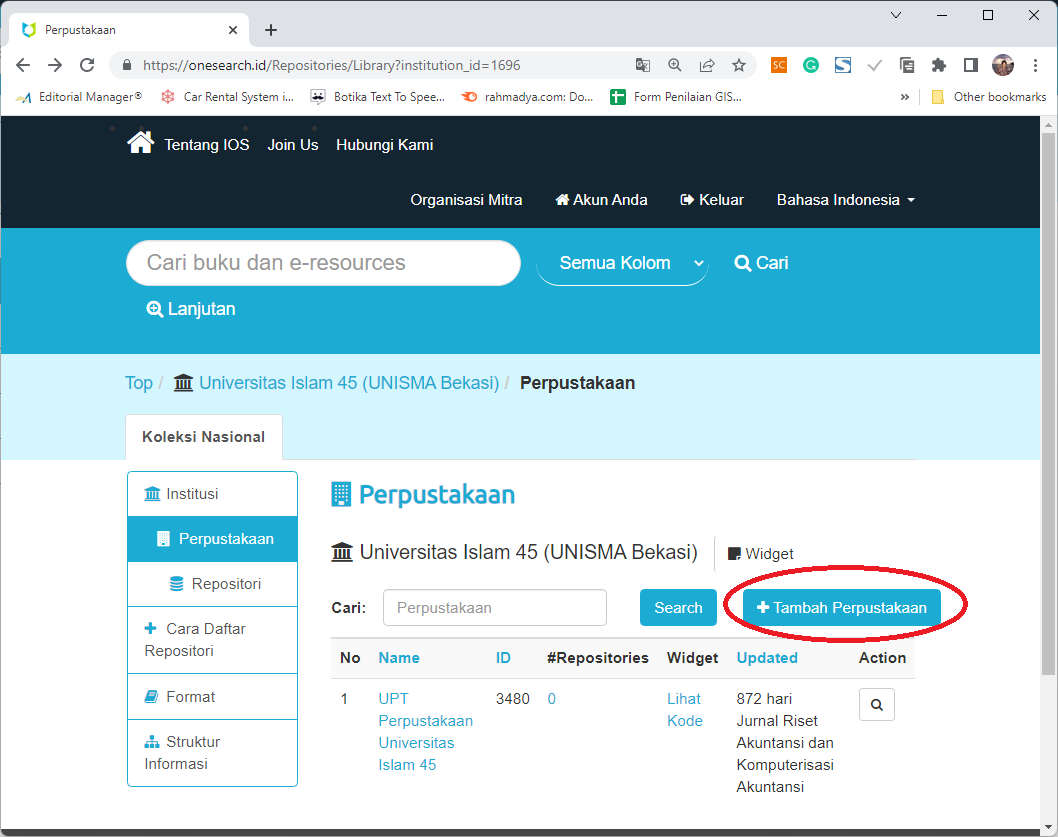 Perpustakaan
https://onesearch.id/Repositories/Library?institution_id=1696
Editorial Manager® Car Rental System i... Botika Text To Spee... rahmadya.com: Do... Form Penilaian GIS... » Other bookmarks
Tentang IOS Join Us Hubungi Kami
Organisasi Mitra Akun Anda Keluar Bahasa Indonesia
Cari buku dan e-resources Semua Kolom Cari
Lanjutan
Top / Universitas Islam 45 (UNISMA Bekasi) / Perpustakaan
Koleksi Nasional
Institusi
Perpustakaan
Repositori
Cara Daftar
Repositori
Format
Struktur
Informasi
Perpustakaan
Universitas Islam 45 (UNISMA Bekasi) Widget
Cari: Perpustakaan Search + Tambah Perpustakaan
No Name ID #Repositories Widget Updated Action
1 UPT 3480 0 Lihat 872 hari
Perpustakaan Kode Jurnal Riset
Universitas Akuntansi dan
Islam 45 Komputerisasi
Akuntansi